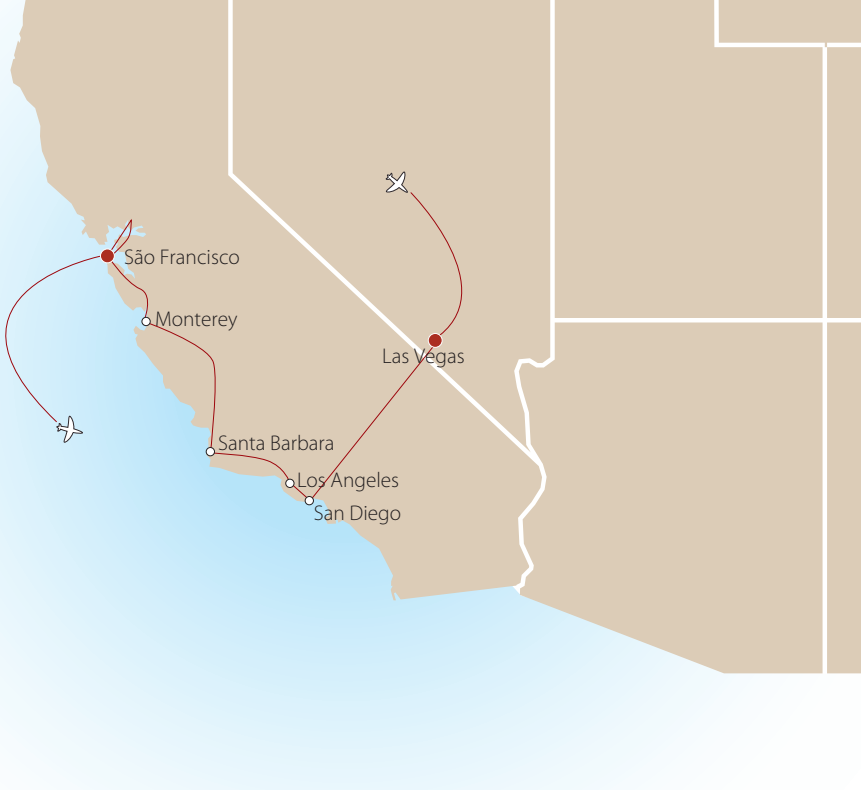 São Francisco
Monterey
Las Vegas
Santa Barbara
Los Angeles
San Diego